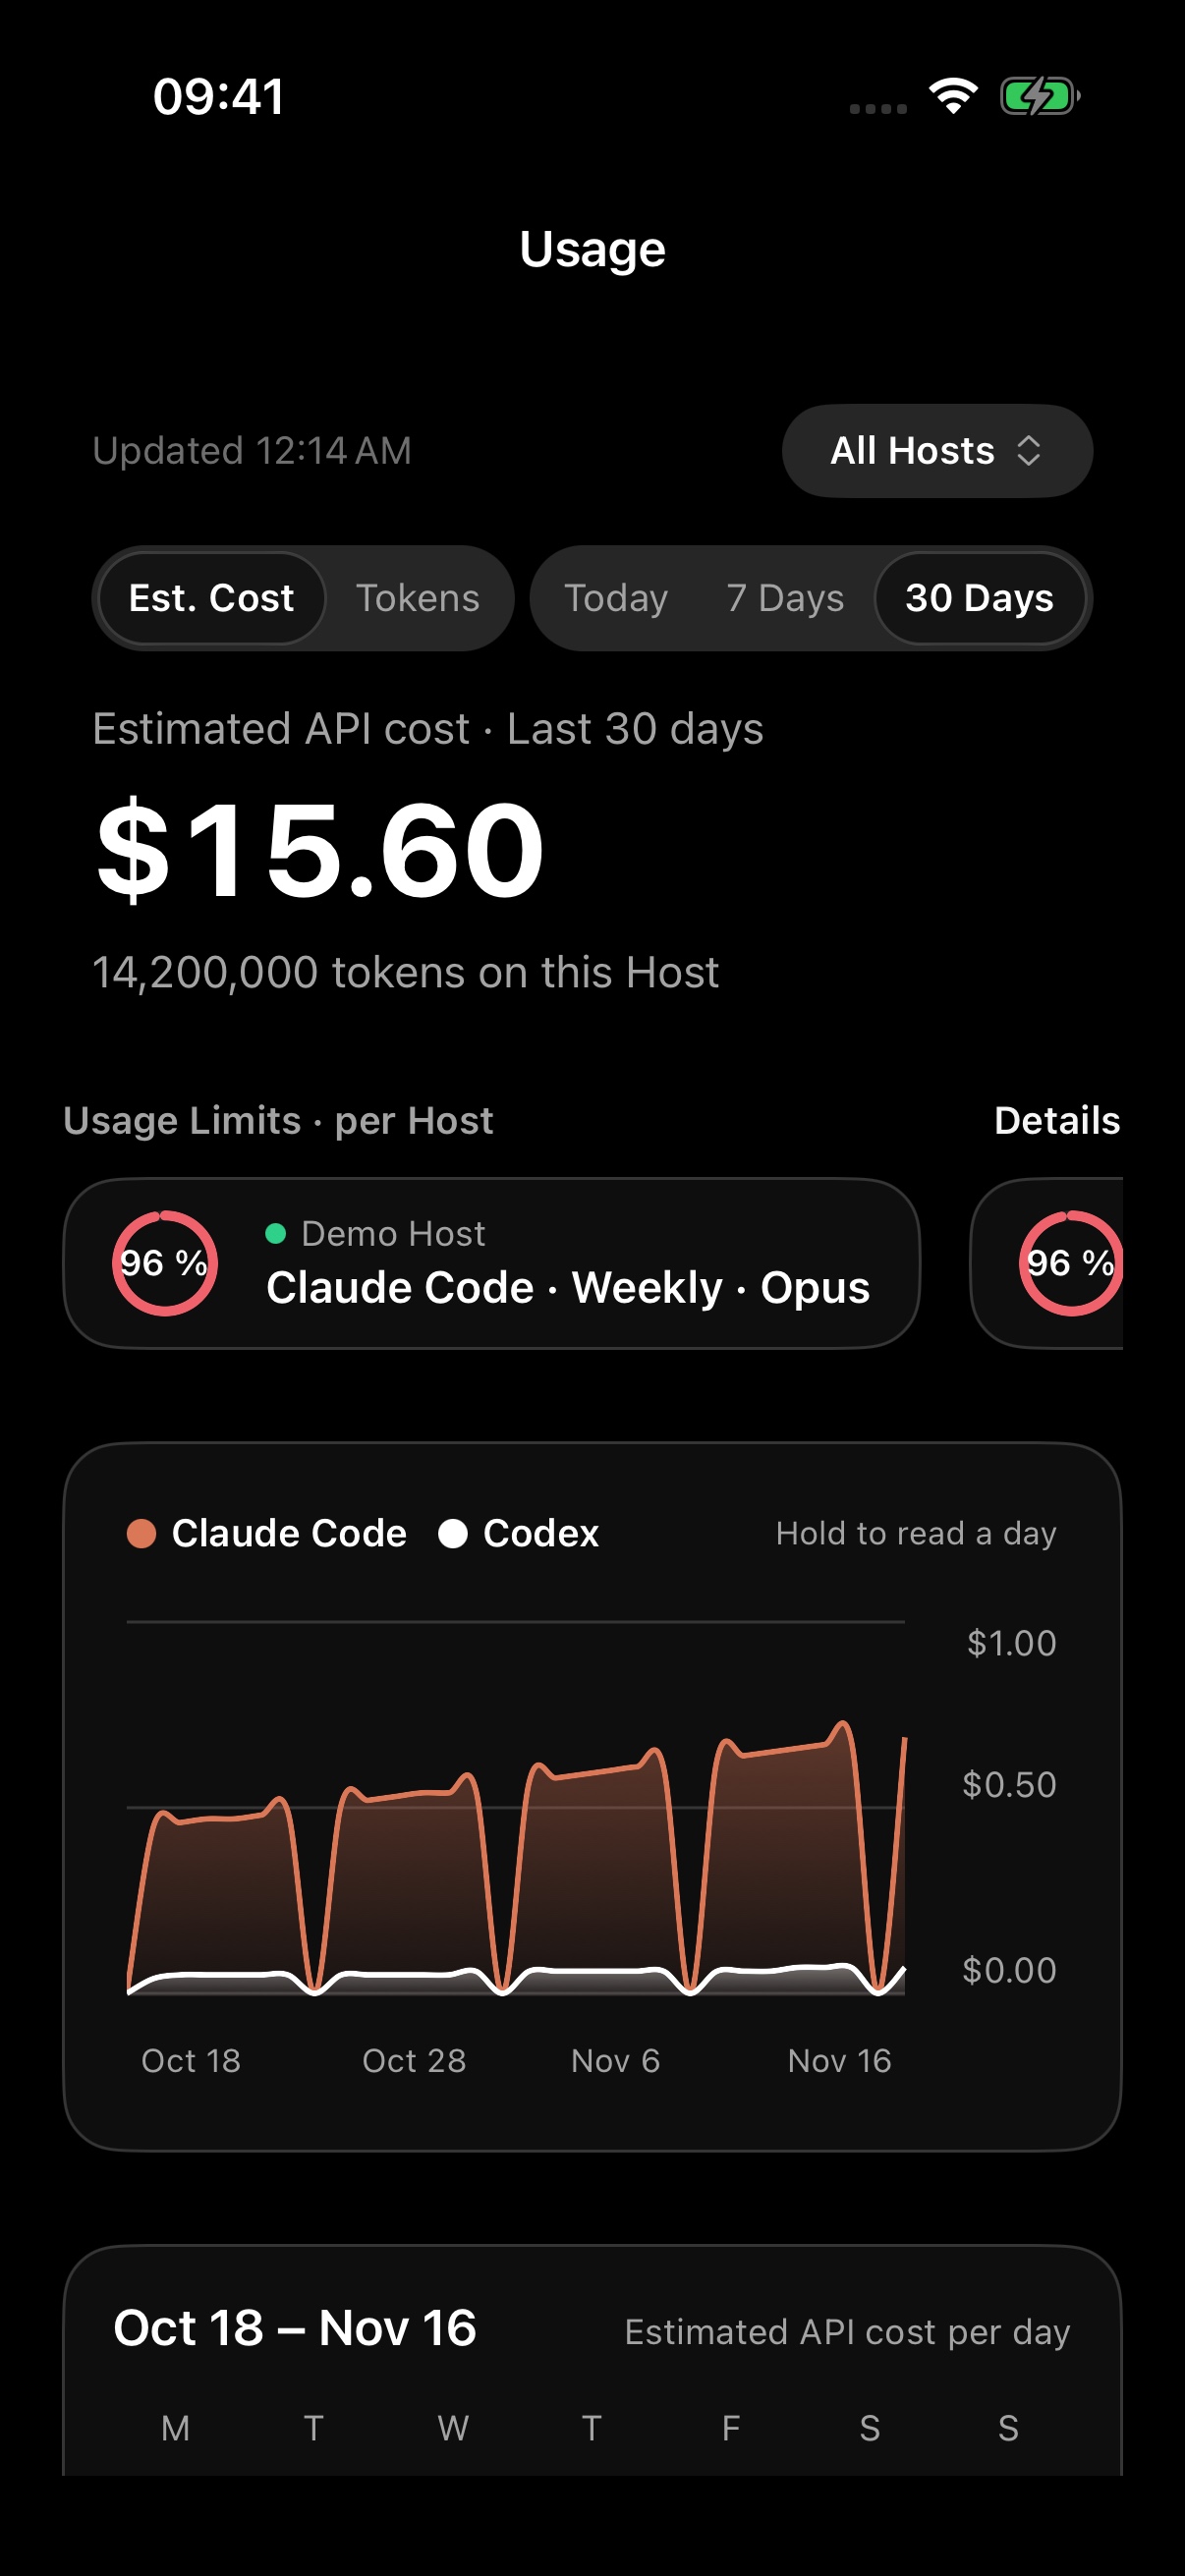 09:41
Usage
Updated 12:14 AM
All Hosts
Est. Cost
Tokens
Today
7 Days
30 Days
Estimated API cost · Last 30 days
$15.60
14,200,000 tokens on this Host
Usage Limits · per Host
Details
96 %
Demo Host
Claude Code · Weekly · Opus
96 %
Claude Code
Codex
Hold to read a day
$1.00
$0.50
$0.00
Oct 18
Oct 28
Nov 6
Nov 16
Oct 18 – Nov 16
Estimated API cost per day
M T W T F S S